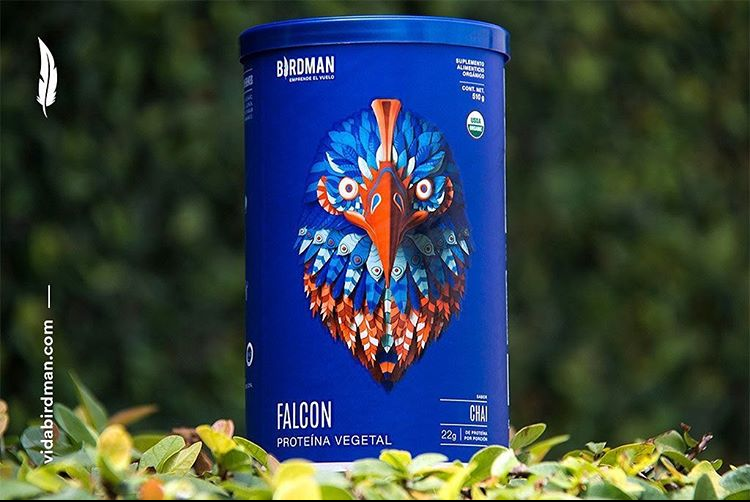 BIRDMAN
EMPRENDE EL VUELO
SUPLEMENTO
ALIMENTICIO
ORGÁNICO
CONT. NET.
510 g
USDA
ORGANIC
FALCON
PROTEÍNA VEGETAL
SABOR
CHAI
22g
DE PROTEÍNA
POR PORCIÓN
vidabirdman.com